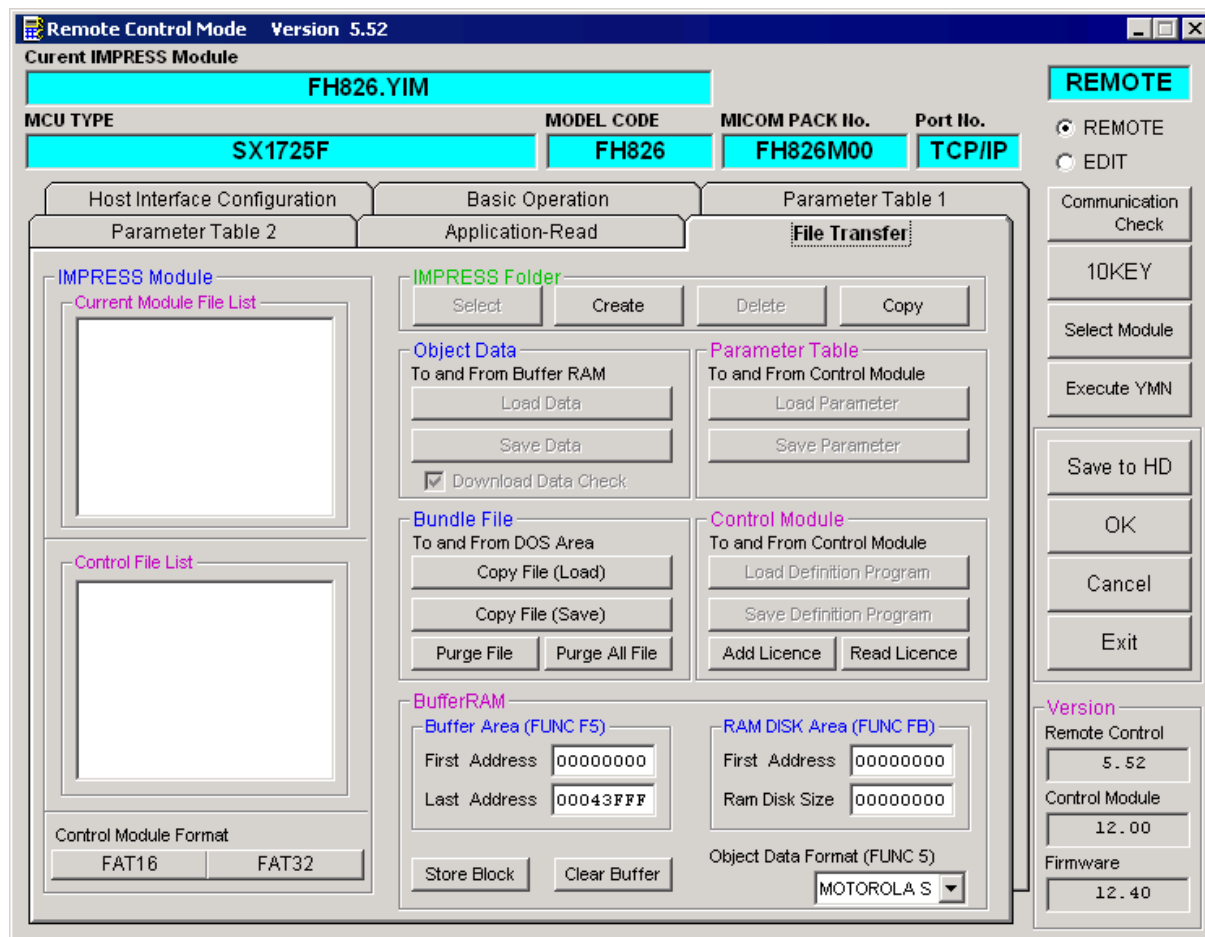 Remote Control Mode Version 5.52
Curent IMPRESS Module
FH826.YIM
MCU TYPE MODEL CODE MICOM PACK No. Port No.
SX1725F FH826 FH826M00 TCP/IP
REMOTE
REMOTE
EDIT
Host Interface Configuration Basic Operation Parameter Table 1
Parameter Table 2 Application-Read File Transfer
IMPRESS Module
Current Module File List
Control File List
Control Module Format
FAT16 FAT32
IMPRESS Folder
Select Create Delete Copy
Object Data
To and From Buffer RAM
Load Data
Save Data
Download Data Check
Parameter Table
To and From Control Module
Load Parameter
Save Parameter
Bundle File
To and From DOS Area
Copy File (Load)
Copy File (Save)
Purge File Purge All File
Control Module
To and From Control Module
Load Definition Program
Save Definition Program
Add Licence Read Licence
BufferRAM
Buffer Area (FUNC F5)
First Address 00000000
Last Address 00043FFF
RAM DISK Area (FUNC FB)
First Address 00000000
Ram Disk Size 00000000
Store Block Clear Buffer
Object Data Format (FUNC 5)
MOTOROLA S
Communication
Check
10KEY
Select Module
Execute YMN
Save to HD
OK
Cancel
Exit
Version
Remote Control
5.52
Control Module
12.00
Firmware
12.40